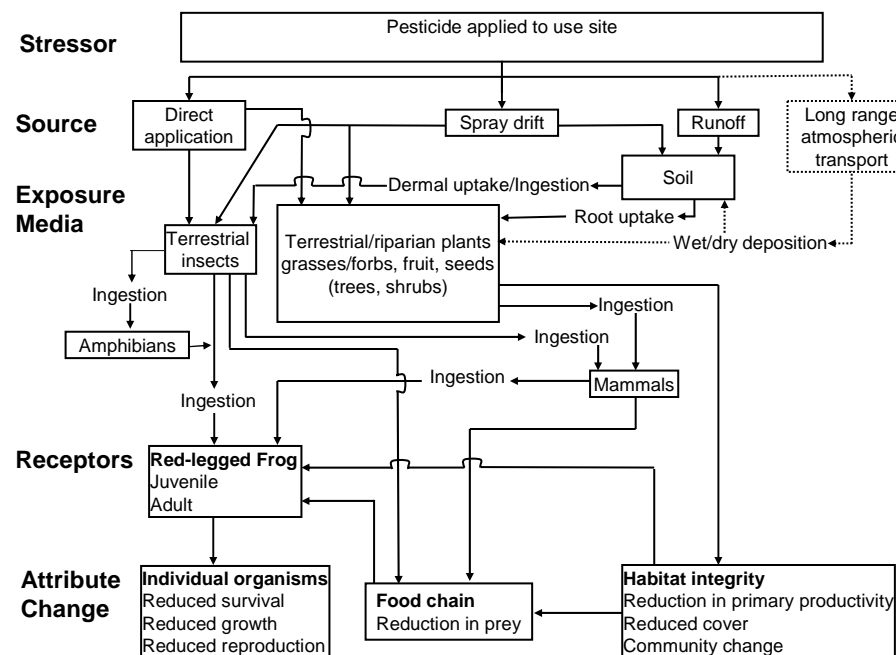 Stressor
Pesticide applied to use site
Source
Direct
application
Spray drift
Runoff
Long range
atmospheric
transport
Exposure
Media
Dermal uptake/Ingestion
Soil
Root uptake
Wet/dry deposition
Terrestrial
insects
Terrestrial/riparian plants
grasses/forbs, fruit, seeds
(trees, shrubs)
Ingestion
Ingestion
Amphibians
Ingestion
Ingestion
Mammals
Ingestion
Receptors
Red-legged Frog
Juvenile
Adult
Attribute
Change
Individual organisms
Reduced survival
Reduced growth
Reduced reproduction
Food chain
Reduction in prey
Habitat integrity
Reduction in primary productivity
Reduced cover
Community change